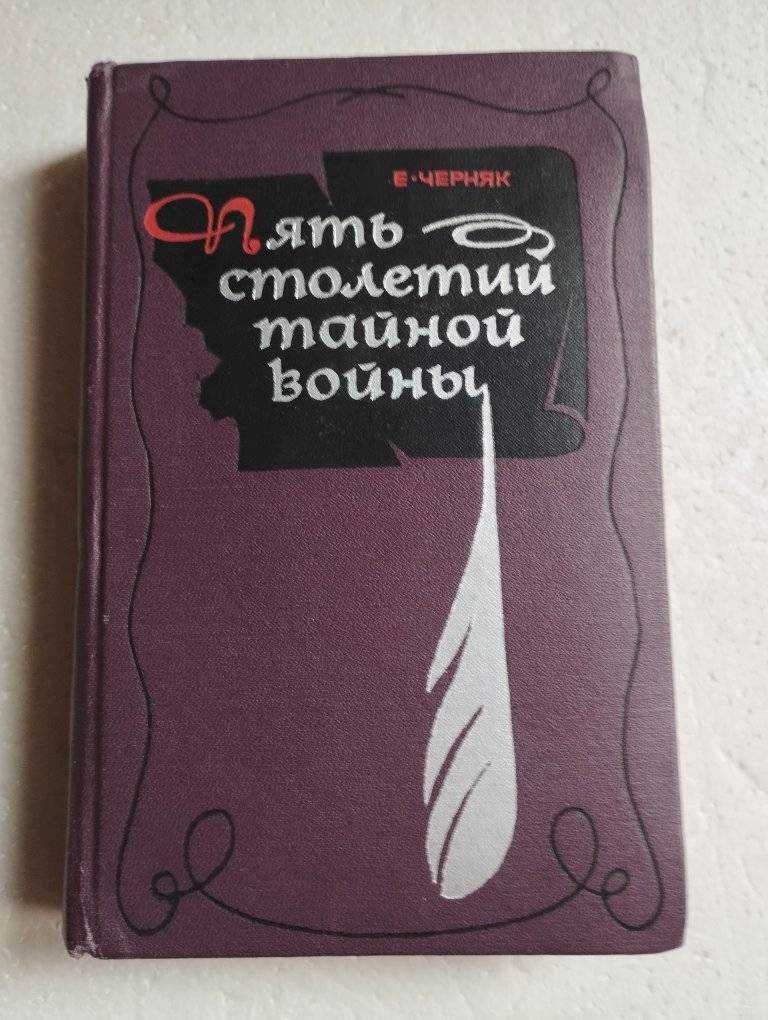 Е·ЧЕРНЯК
Пять
столетий
тайной
войны